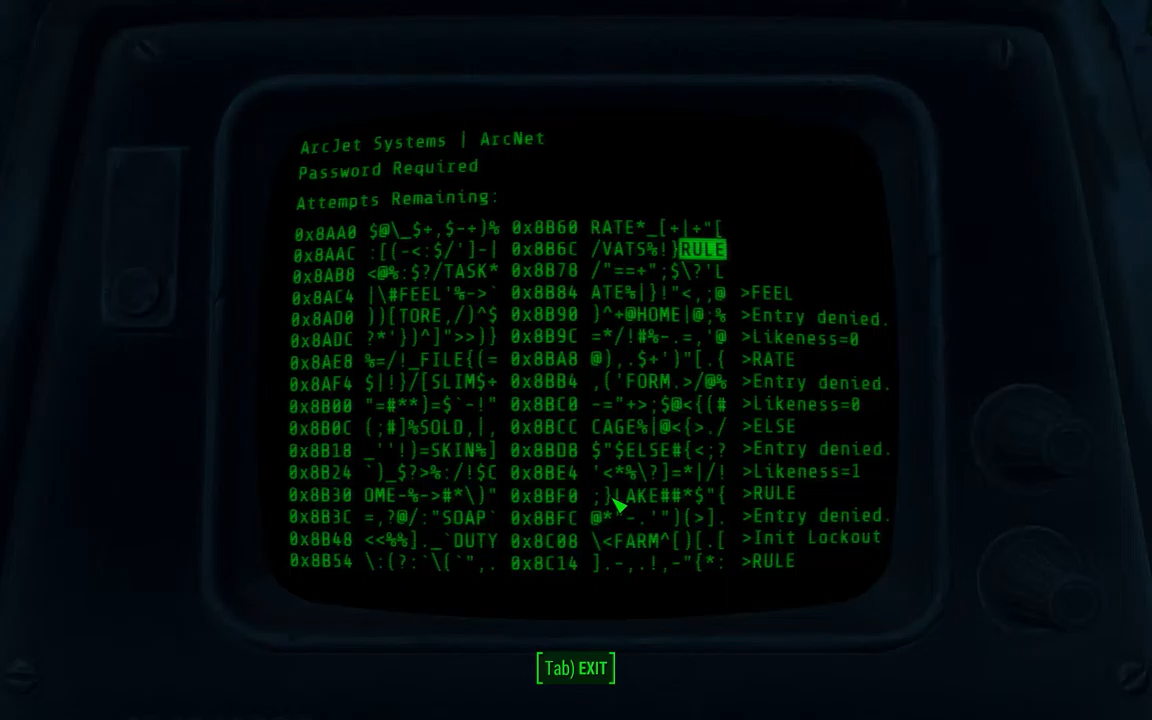 ArcJet Systems | ArcNet
Password Required
Attempts Remaining:
0x8AA0 $@\_$+,$-÷)% 0x8B60 RATE*_[÷|÷"[
0x8AAC :[(-<:$/']-| 0x8B6C /VATS%!}RULE
0x8AB8 <@%:$?/TASK* 0x8B78 /"==+";$\?'L
0x8AC4 |\#FEEL'%->` 0x8B84 ATE%|}!"<,;@ >FEEL
0x8AD0 ))[TORE,/)^$ 0x8B90 )^+@HOME|@;% >Entry denied.
0x8ADC ?*'})^]">>)} 0x8B9C =*/!#%-.=,'@ >Likeness=0
0x8AE8 %=/!_FILE{(= 0x8BA8 @),.$+')"[.{ >RATE
0x8AF4 $|!}/[SLIM$+ 0x8BB4 ,('FORM.>/@% >Entry denied.
0x8B00 "=#**)=$`-!" 0x8BC0 -="+>;$@<{(# >Likeness=0
0x8B0C (;#]%SOLD,|, 0x8BCC CAGE%|@<{>./ >ELSE
0x8B18 _''!)=SKIN%] 0x8BD8 $"$ELSE#{<;? >Entry denied.
0x8B24 `)_$?>%:/!$C 0x8BE4 '<*%\?]=*|/! >Likeness=1
0x8B30 OME-%->#*\)" 0x8BF0 ;}LAKE##*$"{ >RULE
0x8B3C =,?@/:"SOAP` 0x8BFC @*"-.'")(>]. >Entry denied.
0x8B48 <<%%]._`DUTY 0x8C08 \<FARM^[)[.[ >Init Lockout
0x8B54 \:(?:`\(`",. 0x8C14 ].-,.!,-"{*: >RULE
Tab) EXIT